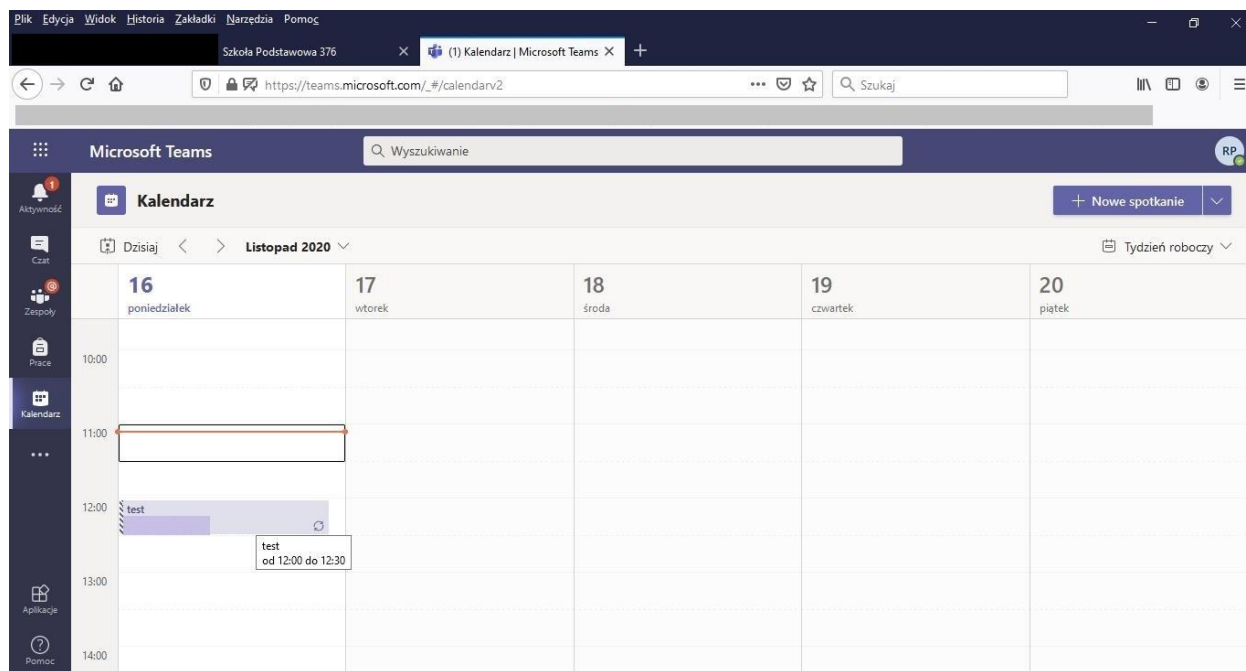 Plik Edycja Widok Historia Zakładki Narzędzia Pomoc
Szkoła Podstawowa 376
(1) Kalendarz | Microsoft Teams
https://teams.microsoft.com/_#/calendarv2
Szukaj
Microsoft Teams
Wyszukiwanie
RP
1
Aktywność
Kalendarz
+ Nowe spotkanie
Czat
Dzisiaj
Listopad 2020
Tydzień roboczy
Zespoły
16
poniedziałek
17
wtorek
18
środa
19
czwartek
20
piątek
Prace
10:00
Kalendarz
11:00
12:00
test
test
od 12:00 do 12:30
13:00
Aplikacje
14:00
Pomoc